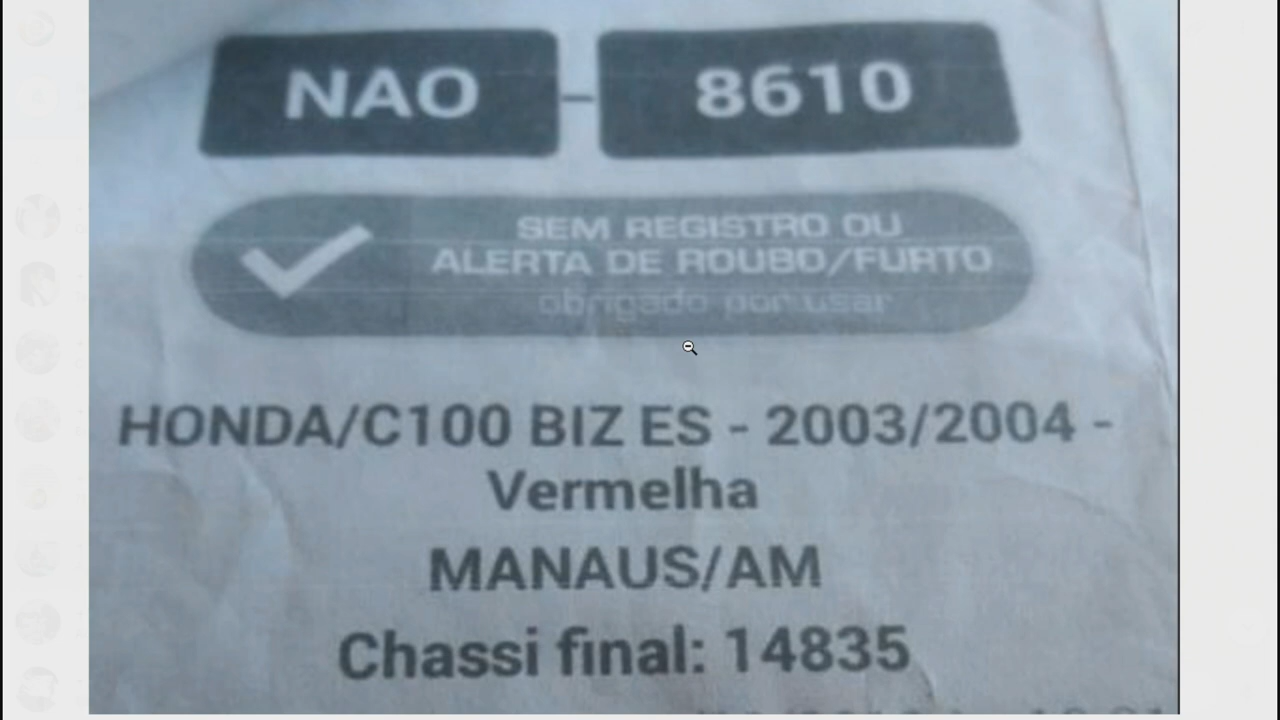 NAO - 8610
SEM REGISTRO OU
ALERTA DE ROUBO/FURTO
obrigado por usar
HONDA/C100 BIZ ES - 2003/2004 -
Vermelha
MANAUS/AM
Chassi final: 14835